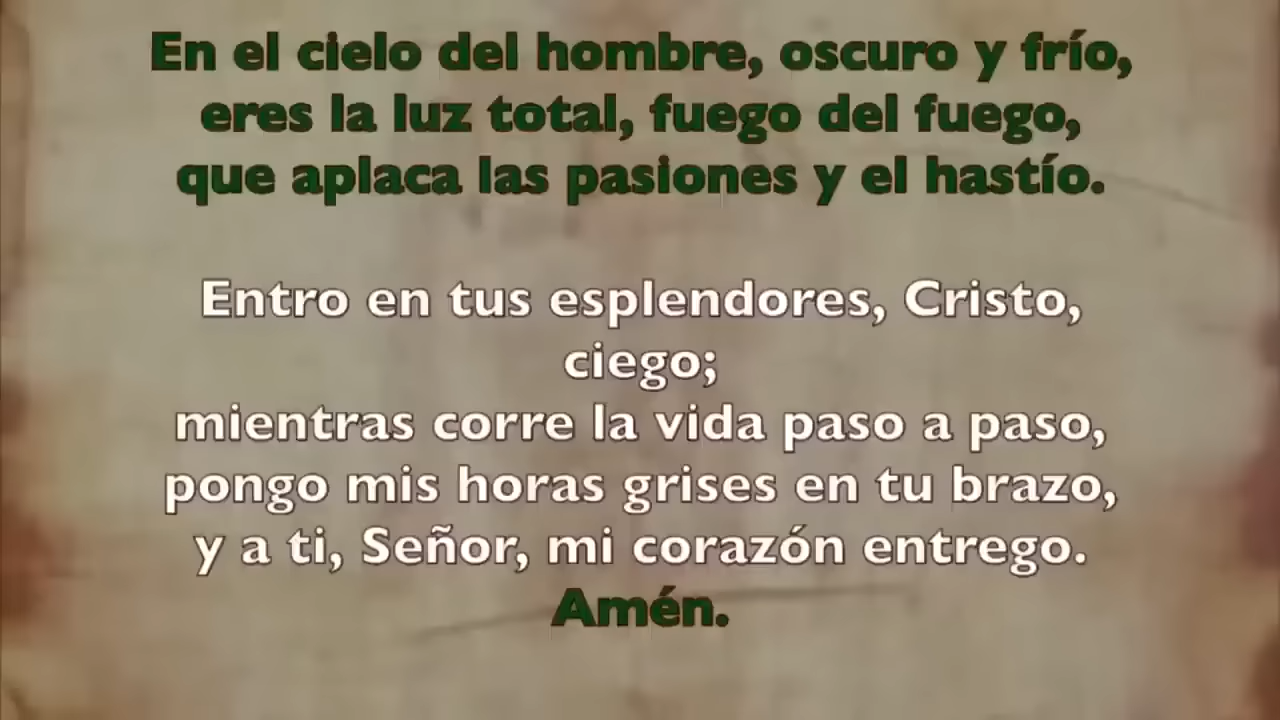 En el cielo del hombre, oscuro y frío,
eres la luz total, fuego del fuego,
que aplaca las pasiones y el hastío.
Entro en tus esplendores, Cristo,
ciego;
mientras corre la vida paso a paso,
pongo mis horas grises en tu brazo,
y a ti, Señor, mi corazón entrego.
Amén.